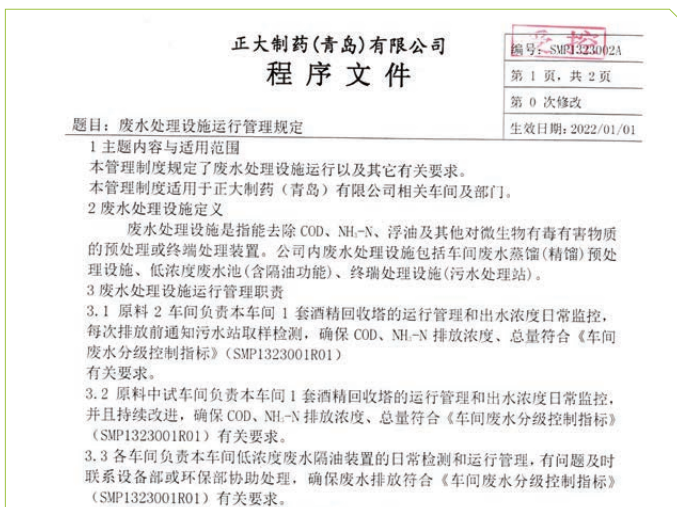 正大制药(青岛)有限公司
程序文件
受控
编号: SMP1323002A
第 1 页, 共 2 页
第 0 次修改
生效日期: 2022/01/01
题目: 废水处理设施运行管理规定
1 主题内容与适用范围
本管理制度规定了废水处理设施运行以及其它有关要求。
本管理制度适用于正大制药（青岛）有限公司相关车间及部门。
2 废水处理设施定义
废水处理设施是指能去除 COD、NH₃-N、浮油及其他对微生物有毒有害物质
的预处理或终端处理装置。公司内废水处理设施包括车间废水蒸馏(精馏)预处
理设施、低浓度废水池(含隔油功能)、终端处理设施(污水处理站)。
3 废水处理设施运行管理职责
3.1 原料 2 车间负责本车间 1 套酒精回收塔的运行管理和出水浓度日常监控，
每次排放前通知污水站取样检测，确保 COD、NH₃-N 排放浓度、总量符合《车间
废水分级控制指标》（SMP1323001R01）
有关要求。
3.2 原料中试车间负责本车间 1 套酒精回收塔的运行管理和出水浓度日常监控，
并且持续改进，确保 COD、NH₃-N 排放浓度、总量符合《车间废水分级控制指标》
（SMP1323001R01）有关要求。
3.3 各车间负责本车间低浓度废水隔油装置的日常检测和运行管理，有问题及时
联系设备部或环保部协助处理，确保废水排放符合《车间废水分级控制指标》
（SMP1323001R01）有关要求。